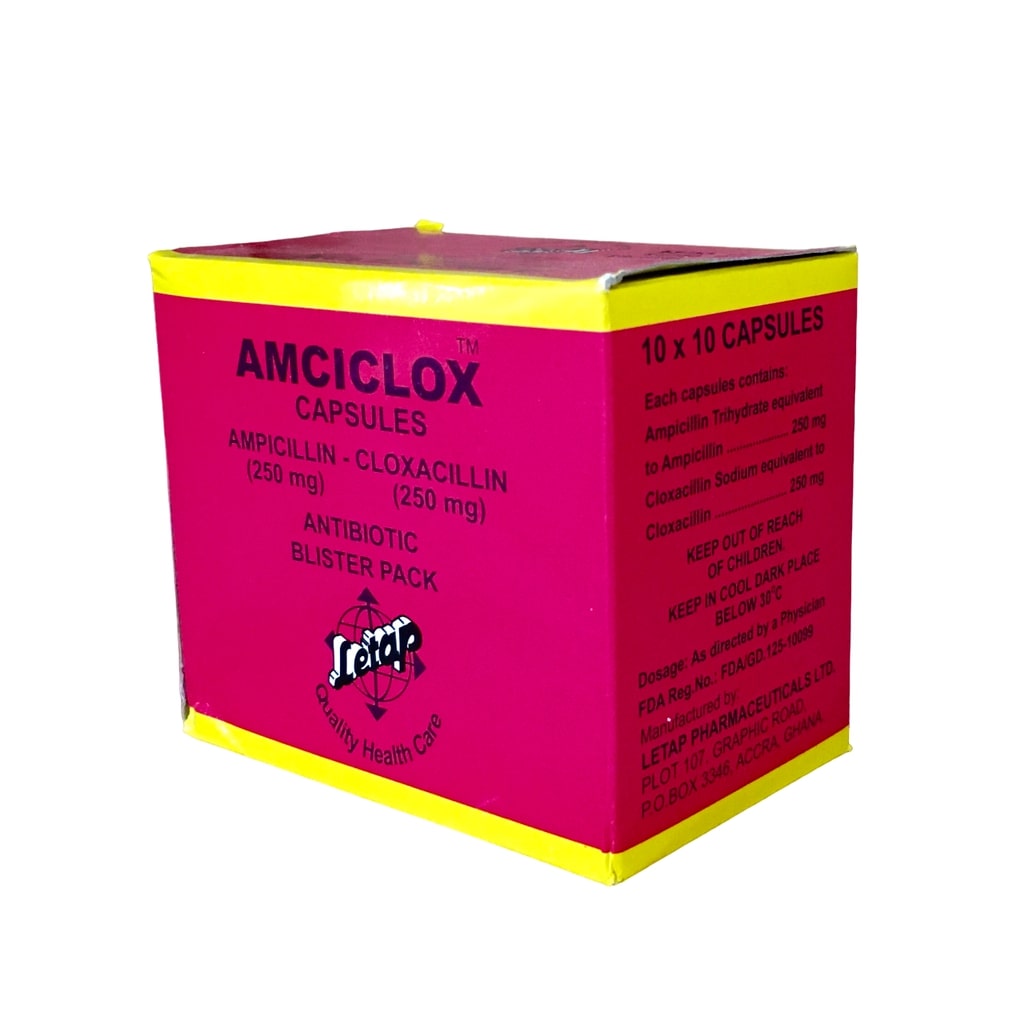 AMCICLOX™
CAPSULES
AMPICILLIN - CLOXACILLIN
(250 mg) (250 mg)
ANTIBIOTIC
BLISTER PACK
Letap
Quality Health Care
10 x 10 CAPSULES
Each capsules contains:
Ampicillin Trihydrate equivalent
to Ampicillin ..................... 250 mg
Cloxacillin Sodium equivalent to
Cloxacillin ........................ 250 mg
KEEP OUT OF REACH
OF CHILDREN.
KEEP IN COOL DARK PLACE
BELOW 30°C
Dosage: As directed by a Physician
FDA Reg.No.: FDA/GD.125-10099
Manufactured by:
LETAP PHARMACEUTICALS LTD.
PLOT 107, GRAPHIC ROAD,
P.O.BOX 3346, ACCRA, GHANA.